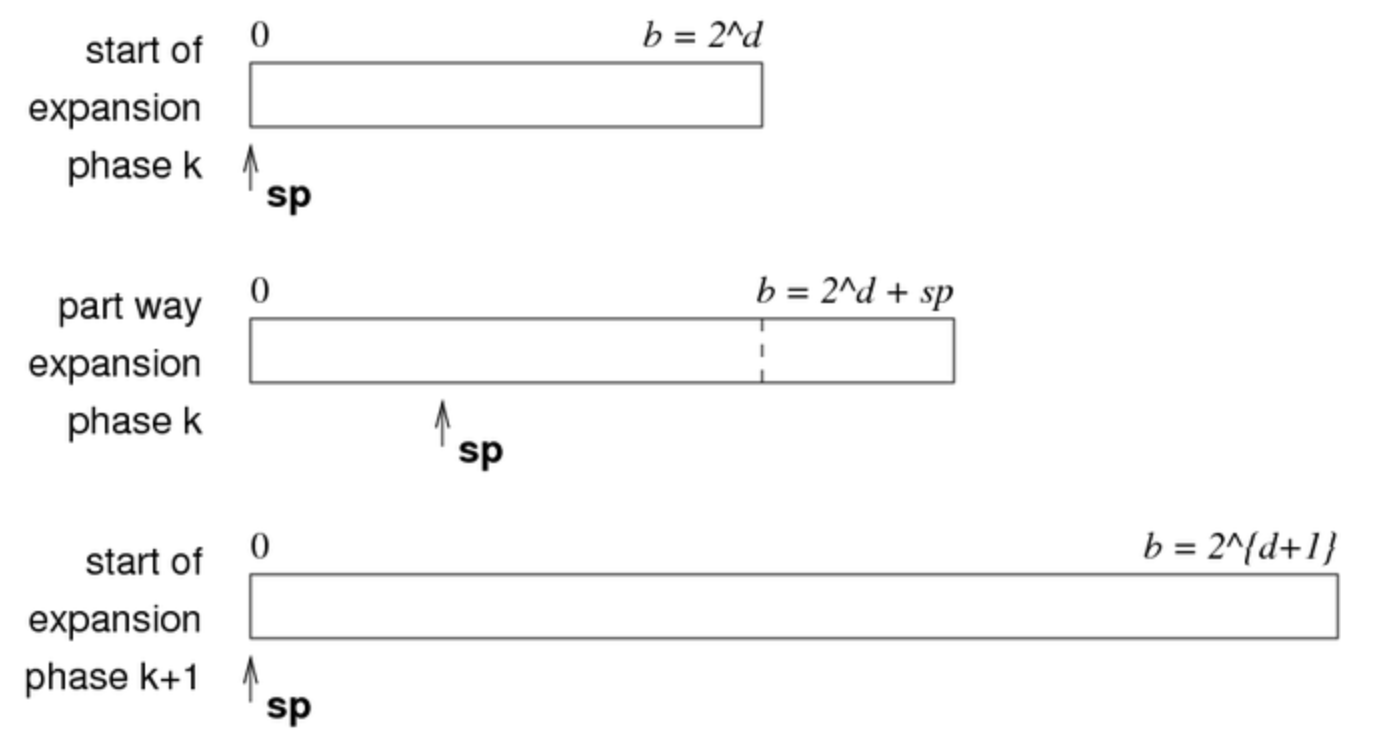 0
b = 2^d
start of
expansion
phase k
sp
0
b = 2^d + sp
part way
expansion
phase k
sp
0
b = 2^{d+1}
start of
expansion
phase k+1
sp